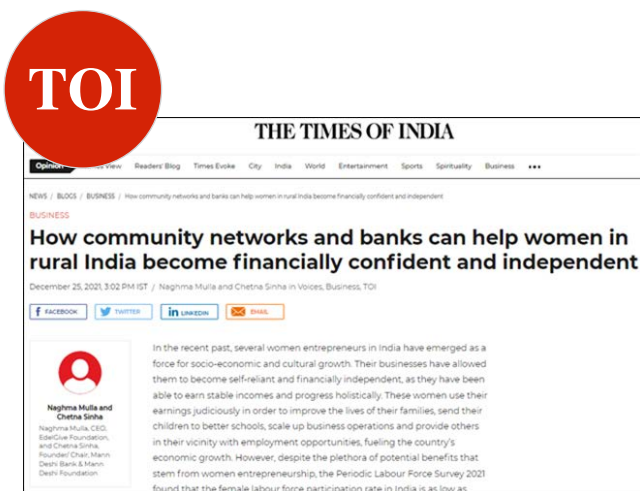 TOI
THE TIMES OF INDIA
Opinion View Readers' Blog Times Evoke City India World Entertainment Sports Spirituality Business •••
NEWS / BLOGS / BUSINESS / How community networks and banks can help women in rural India become financially confident and independent
BUSINESS
How community networks and banks can help women in
rural India become financially confident and independent
December 25, 2021, 3:02 PM IST / Naghma Mulla and Chetna Sinha in Voices, Business, TOI
f FACEBOOK TWITTER in LINKEDIN EMAIL
In the recent past, several women entrepreneurs in India have emerged as a
force for socio-economic and cultural growth. Their businesses have allowed
them to become self-reliant and financially independent, as they have been
able to earn stable incomes and progress holistically. These women use their
earnings judiciously in order to improve the lives of their families, send their
children to better schools, scale up business operations and provide others
in their vicinity with employment opportunities, fueling the country's
economic growth. However, despite the plethora of potential benefits that
stem from women entrepreneurship, the Periodic Labour Force Survey 2021
found that the female labour force participation rate in India is as low as
Naghma Mulla and
Chetna Sinha
Naghma Mulla, CEO,
EdelGive Foundation,
and Chetna Sinha,
Founder/ Chair, Mann
Deshi Bank & Mann
Deshi Foundation